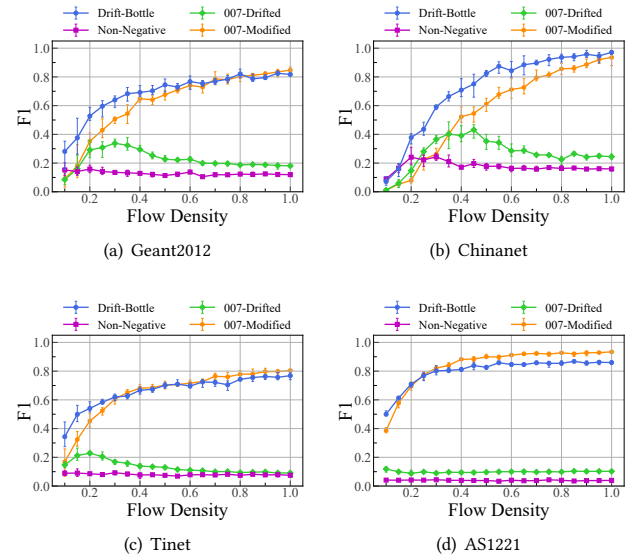 Drift-Bottle 007-Drifted
Non-Negative 007-Modified
1.0
0.8
0.6
0.4
0.2
0.0
F1
0.2 0.4 0.6 0.8 1.0
Flow Density
(a) Geant2012
Drift-Bottle 007-Drifted
Non-Negative 007-Modified
1.0
0.8
0.6
0.4
0.2
0.0
F1
0.2 0.4 0.6 0.8 1.0
Flow Density
(b) Chinanet
Drift-Bottle 007-Drifted
Non-Negative 007-Modified
1.0
0.8
0.6
0.4
0.2
0.0
F1
0.2 0.4 0.6 0.8 1.0
Flow Density
(c) Tinet
Drift-Bottle 007-Drifted
Non-Negative 007-Modified
1.0
0.8
0.6
0.4
0.2
0.0
F1
0.2 0.4 0.6 0.8 1.0
Flow Density
(d) AS1221